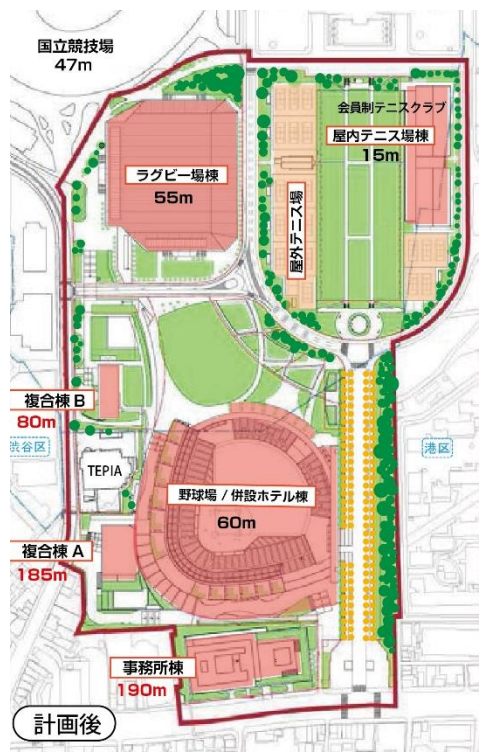 国立競技場
47m
会員制テニスクラブ
屋内テニス場棟
15m
ラグビー場棟
55m
屋外テニス場
複合棟 B
80m
渋谷区
港区
TEPIA
野球場 / 併設ホテル棟
60m
複合棟 A
185m
事務所棟
190m
計画後